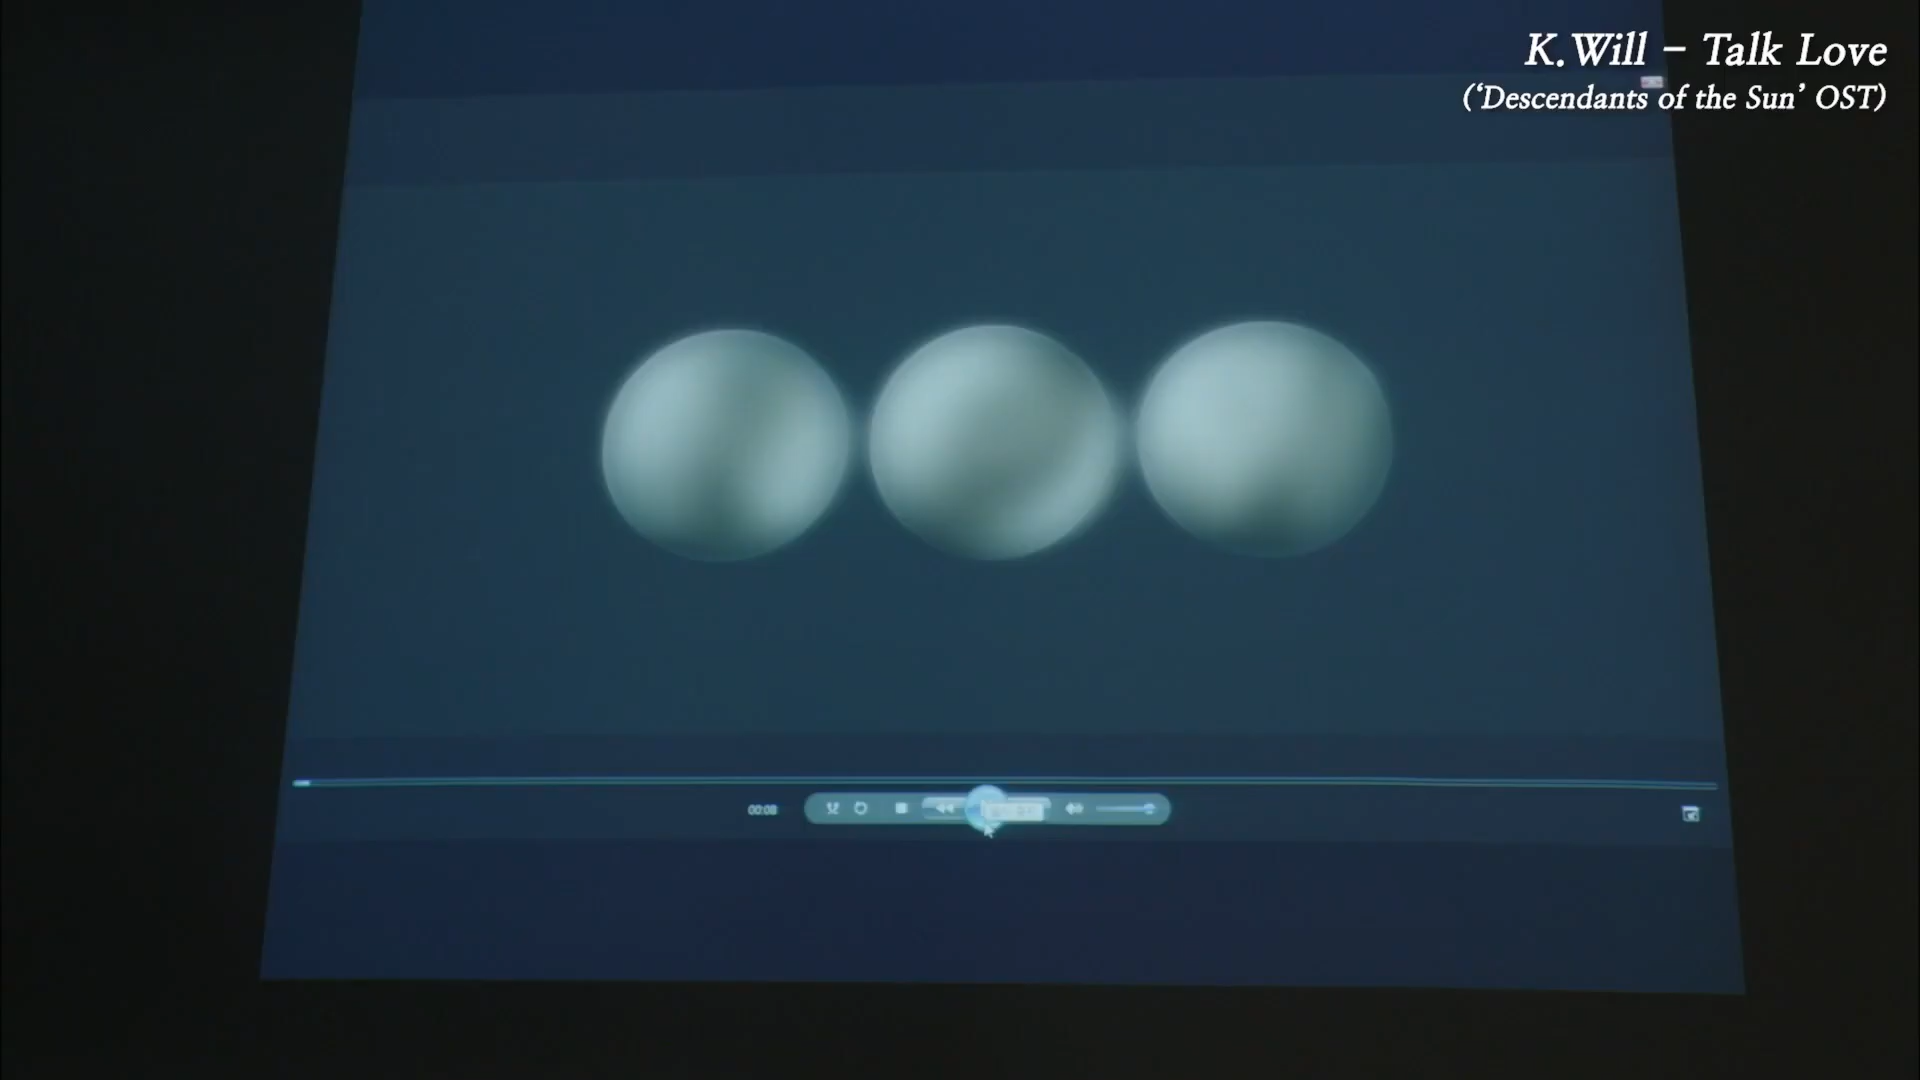 K.Will – Talk Love
(‘Descendants of the Sun’ OST)
00:08